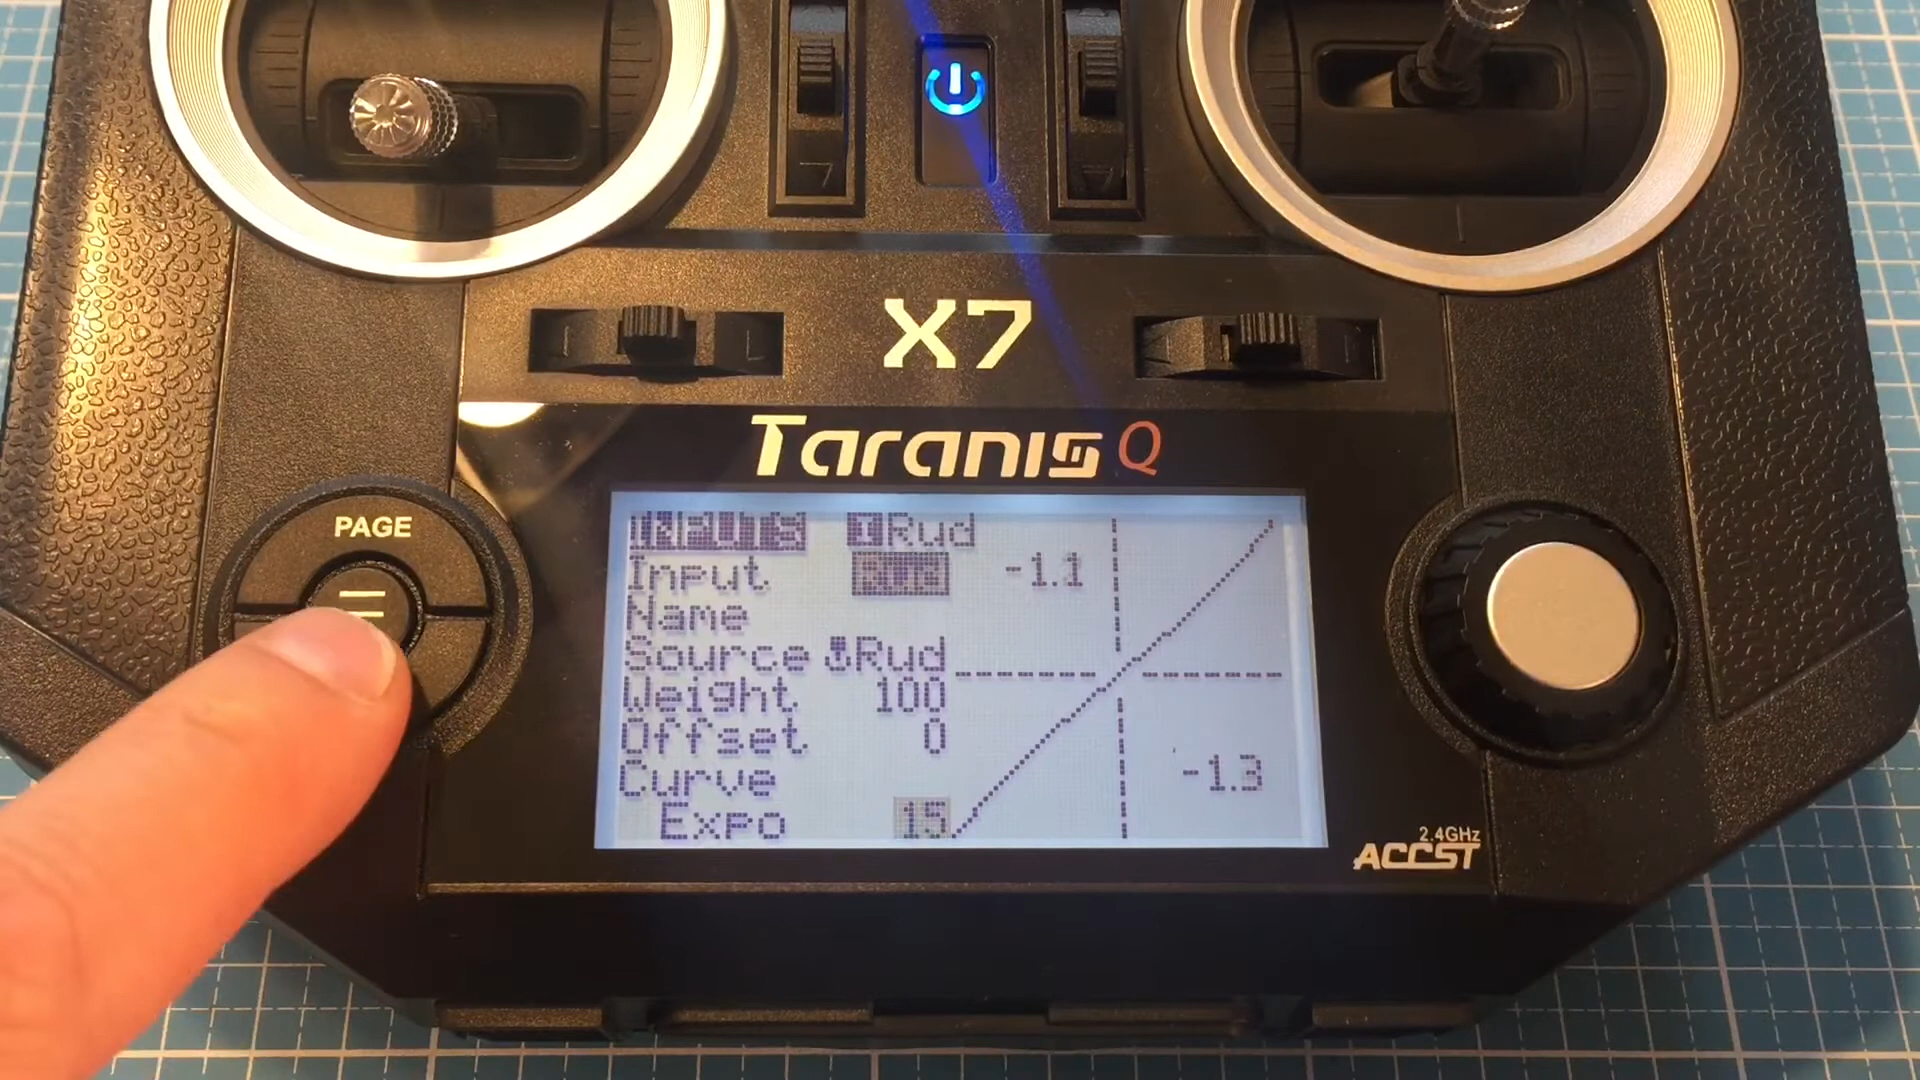 X7
Taranis Q
PAGE
INPUTS IRud
Input Rud -1.1
Name
Source Rud
Weight 100
Offset 0
Curve -1.3
Expo 15
2.4GHz
ACCST